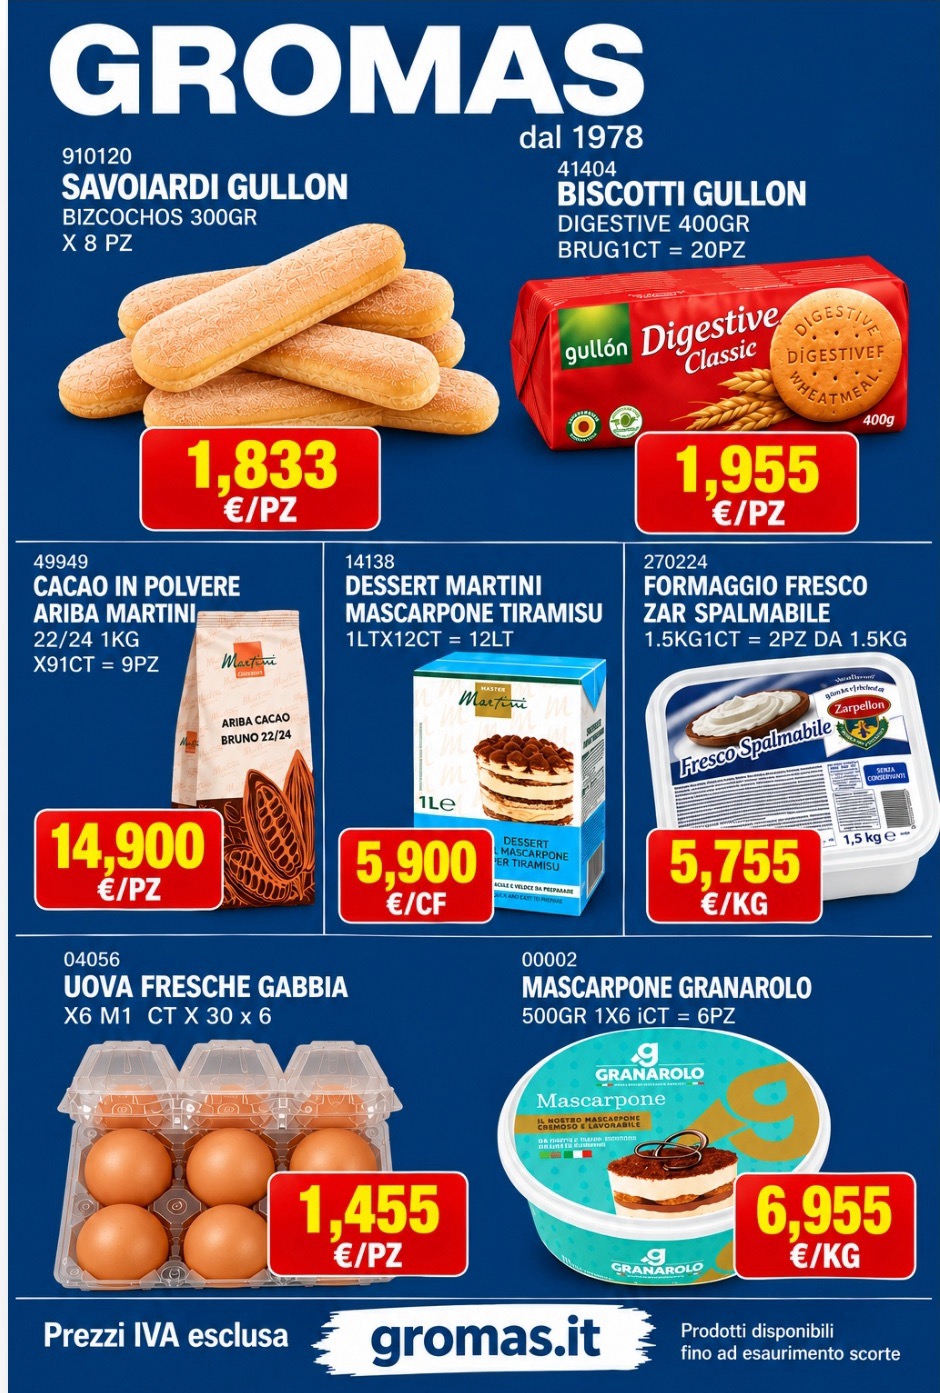 GROMAS
dal 1978
910120
SAVOIARDI GULLON
BIZCOCHOS 300GR
X 8 PZ
1,833
€/PZ
41404
BISCOTTI GULLON
DIGESTIVE 400GR
BRUG1CT = 20PZ
gullón
Digestive
Classic
DIGESTIVE
DIGESTIVEF
WHEATMEAL
400g
1,955
€/PZ
49949
CACAO IN POLVERE
ARIBA MARTINI
22/24 1KG
X91CT = 9PZ
Martini
ARIBA CACAO
BRUNO 22/24
14,900
€/PZ
14138
DESSERT MARTINI
MASCARPONE TIRAMISU
1LTX12CT = 12LT
MASTER
Martini
1L e
DESSERT
MASCARPONE
PER TIRAMISU
5,900
€/CF
270224
FORMAGGIO FRESCO
ZAR SPALMABILE
1.5KG1CT = 2PZ DA 1.5KG
Zarpellon
Fresco Spalmabile
SENZA
CONSERVANTI
1,5 kg e
5,755
€/KG
04056
UOVA FRESCHE GABBIA
X6 M1 CT X 30 x 6
1,455
€/PZ
00002
MASCARPONE GRANAROLO
500GR 1X6 iCT = 6PZ
g
GRANAROLO
Mascarpone
IL NOSTRO MASCARPONE
CREMOSO E LAVORABILE
g
GRANAROLO
6,955
€/KG
Prezzi IVA esclusa
gromas.it
Prodotti disponibili
fino ad esaurimento scorte